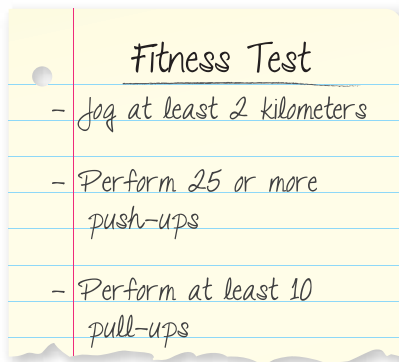 Fitness Test
- Jog at least 2 kilometers
- Perform 25 or more
push-ups
- Perform at least 10
pull-ups